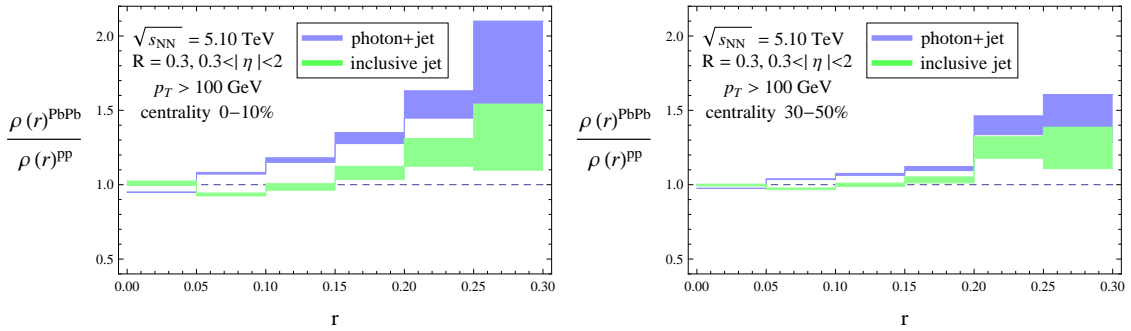 √sNN = 5.10 TeV
R = 0.3, 0.3<| η |<2
pT > 100 GeV
centrality 0−10%
photon+jet
inclusive jet
ρ (r)PbPb
ρ (r)pp
2.0
1.5
1.0
0.5
0.00 0.05 0.10 0.15 0.20 0.25 0.30
r
√sNN = 5.10 TeV
R = 0.3, 0.3<| η |<2
pT > 100 GeV
centrality 30−50%
photon+jet
inclusive jet
ρ (r)PbPb
ρ (r)pp
2.0
1.5
1.0
0.5
0.00 0.05 0.10 0.15 0.20 0.25 0.30
r